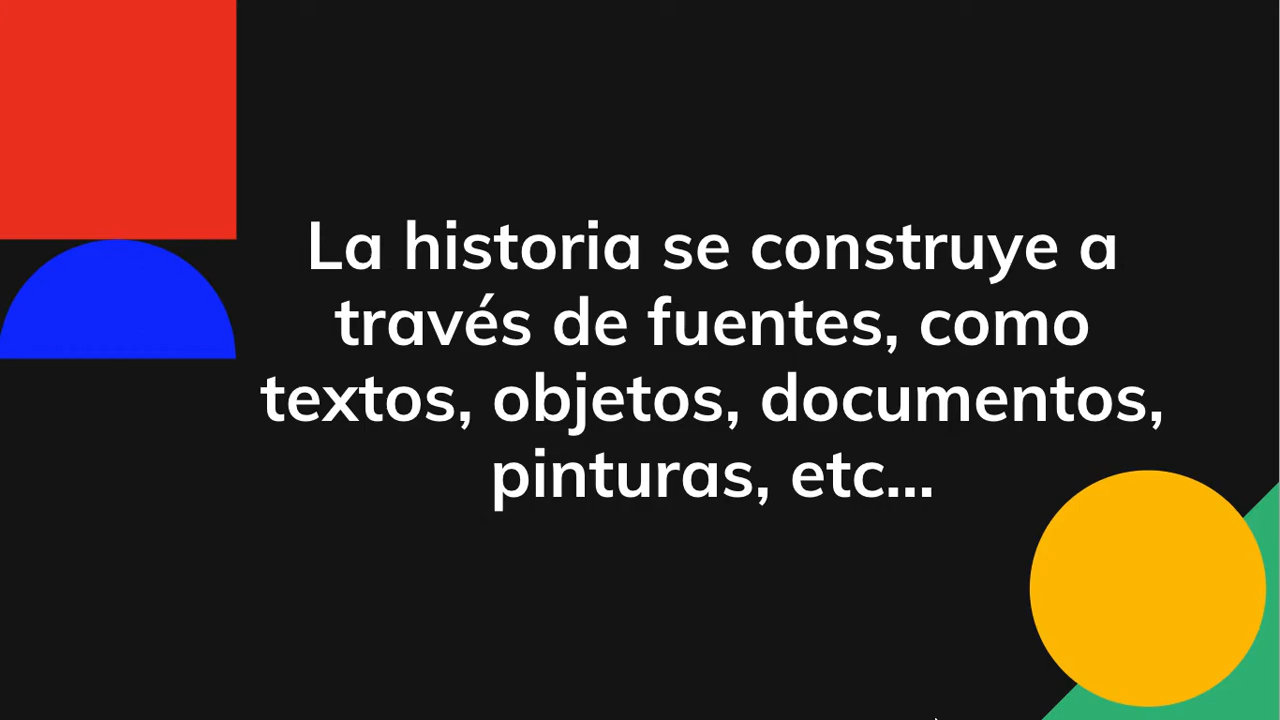 La historia se construye a
través de fuentes, como
textos, objetos, documentos,
pinturas, etc...